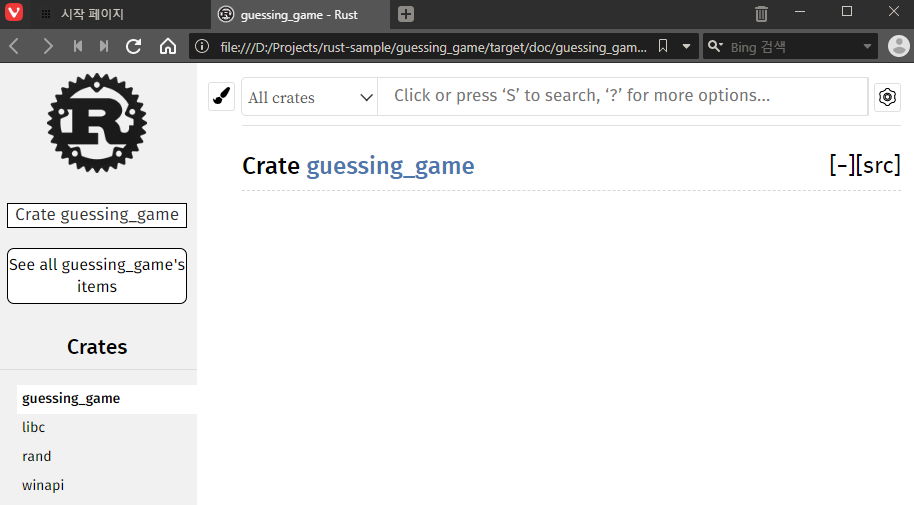 시작 페이지
guessing_game - Rust
file:///D:/Projects/rust-sample/guessing_game/target/doc/guessing_gam...
Bing 검색
R
All crates
Click or press ‘S’ to search, ‘?’ for more options...
Crate guessing_game
[-][src]
Crate guessing_game
See all guessing_game's
items
Crates
guessing_game
libc
rand
winapi